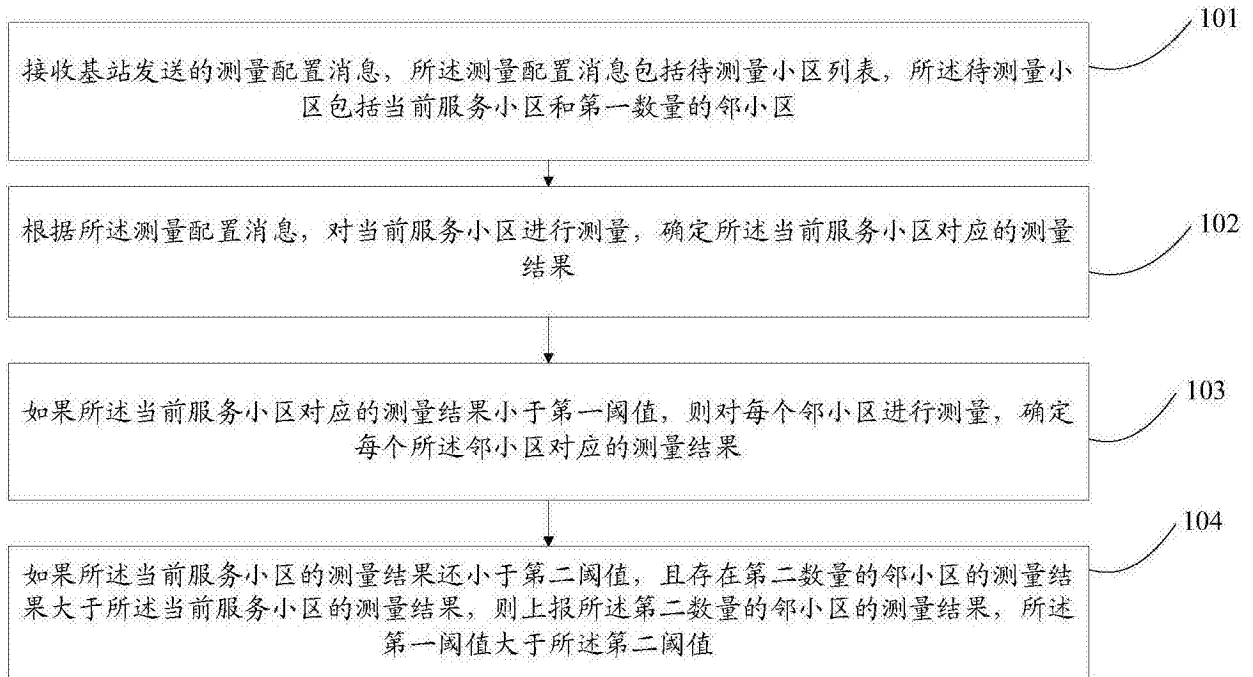 101
接收基站发送的测量配置消息，所述测量配置消息包括待测量小区列表，所述待测量小
区包括当前服务小区和第一数量的邻小区
根据所述测量配置消息，对当前服务小区进行测量，确定所述当前服务小区对应的测量
结果
102
如果所述当前服务小区对应的测量结果小于第一阈值，则对每个邻小区进行测量，确定
每个所述邻小区对应的测量结果
103
104
如果所述当前服务小区的测量结果还小于第二阈值，且存在第二数量的邻小区的测量结
果大于所述当前服务小区的测量结果，则上报所述第二数量的邻小区的测量结果，所述
第一阈值大于所述第二阈值